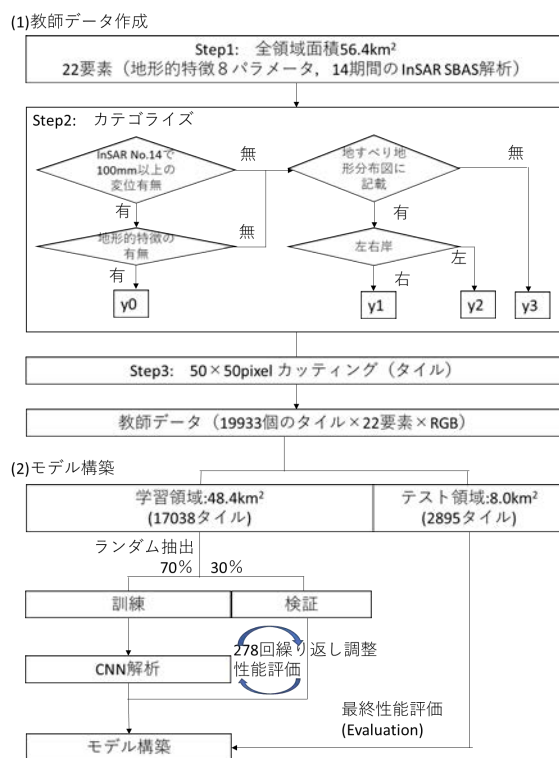 (1)教師データ作成
Step1: 全領域面積56.4km²
22要素（地形的特徴８パラメータ，14期間の InSAR SBAS解析）
Step2: カテゴライズ
InSAR No.14で
100mm以上の
変位有無
無
有
地形的特徴の
有無
無
有
y0
地すべり地
形分布図に
記載
無
有
左右岸
左
右
y1
y2
y3
Step3: 50×50pixel カッティング（タイル）
教師データ（19933個のタイル×22要素×RGB）
(2)モデル構築
学習領域:48.4km²
(17038タイル)
テスト領域:8.0km²
(2895タイル)
ランダム抽出
70% 30%
訓練
検証
CNN解析
278回繰り返し調整
性能評価
最終性能評価
(Evaluation)
モデル構築